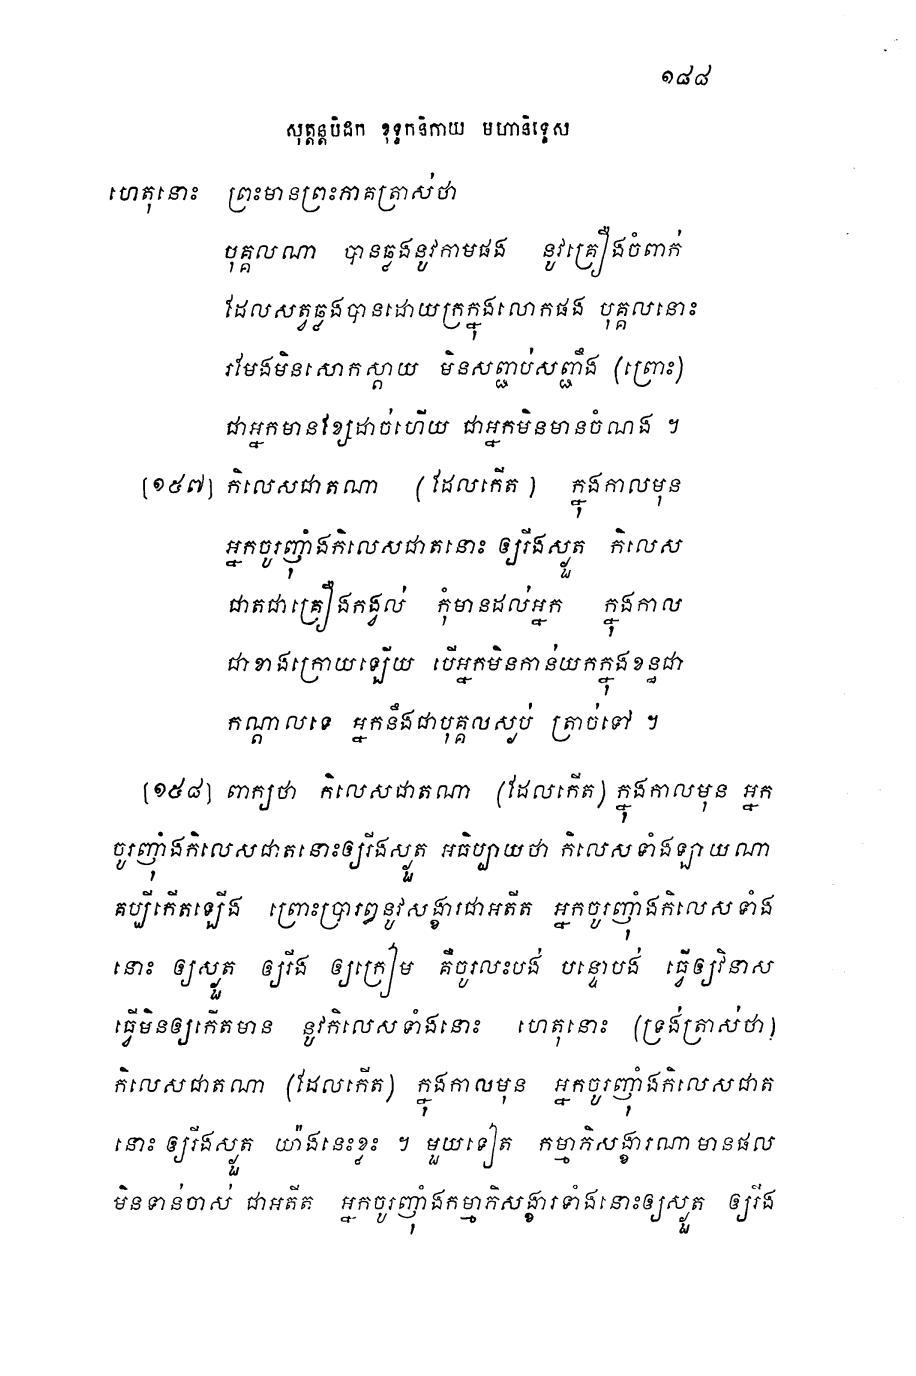 ១៨៨
សុត្តន្តបិដក ខុទ្ទកនិកាយ មហានិទ្ទេស
ហេតុនោះ ព្រះមានព្រះភាគត្រាស់ថា
បុគ្គលណា បានឆ្លងនូវកាមផង នូវគ្រឿងចំពាក់
ដែលសត្វឆ្លងបានដោយក្រក្នុងលោកផង បុគ្គលនោះ
រមែងមិនសោកស្តាយ មិនសញ្ជប់សញ្ជឹង (ព្រោះ)
ជាអ្នកមានខ្សែដាច់ហើយ ជាអ្នកមិនមានចំណង ។
[១៥៧] កិលេសជាតណា (ដែលកើត) ក្នុងកាលមុន
អ្នកចូរញ៉ាំងកិលេសជាតនោះ ឲ្យរីងស្ងួត កិលេស
ជាតជាគ្រឿងកង្វល់ កុំមានដល់អ្នក ក្នុងកាល
ជាខាងក្រោយឡើយ បើអ្នកមិនកាន់យកក្នុងខន្ធជា
កណ្តាលទេ អ្នកនឹងជាបុគ្គលស្ងប់ ត្រាច់ទៅ ។
[១៥៨] ពាក្យថា កិលេសជាតណា (ដែលកើត) ក្នុងកាលមុន អ្នក
ចូរញ៉ាំងកិលេសជាតនោះឲ្យរីងស្ងួត អធិប្បាយថា កិលេសទាំងឡាយណា
គប្បីកើតឡើង ព្រោះប្រារព្ធនូវសង្ខារជាអតីត អ្នកចូរញ៉ាំងកិលេសទាំង
នោះ ឲ្យស្ងួត ឲ្យរីង ឲ្យក្រៀម គឺចូរលះបង់ បន្ទោបង់ ធ្វើឲ្យវិនាស
ធ្វើមិនឲ្យកើតមាន នូវកិលេសទាំងនោះ ហេតុនោះ (ទ្រង់ត្រាស់ថា)
កិលេសជាតណា (ដែលកើត) ក្នុងកាលមុន អ្នកចូរញ៉ាំងកិលេសជាត
នោះ ឲ្យរីងស្ងួត យ៉ាងនេះខ្លះ ។ មួយទៀត កម្មាភិសង្ខារណា មានផល
មិនទាន់ចាស់ ជាអតីត អ្នកចូរញ៉ាំងកម្មាភិសង្ខារទាំងនោះឲ្យស្ងួត ឲ្យរីង